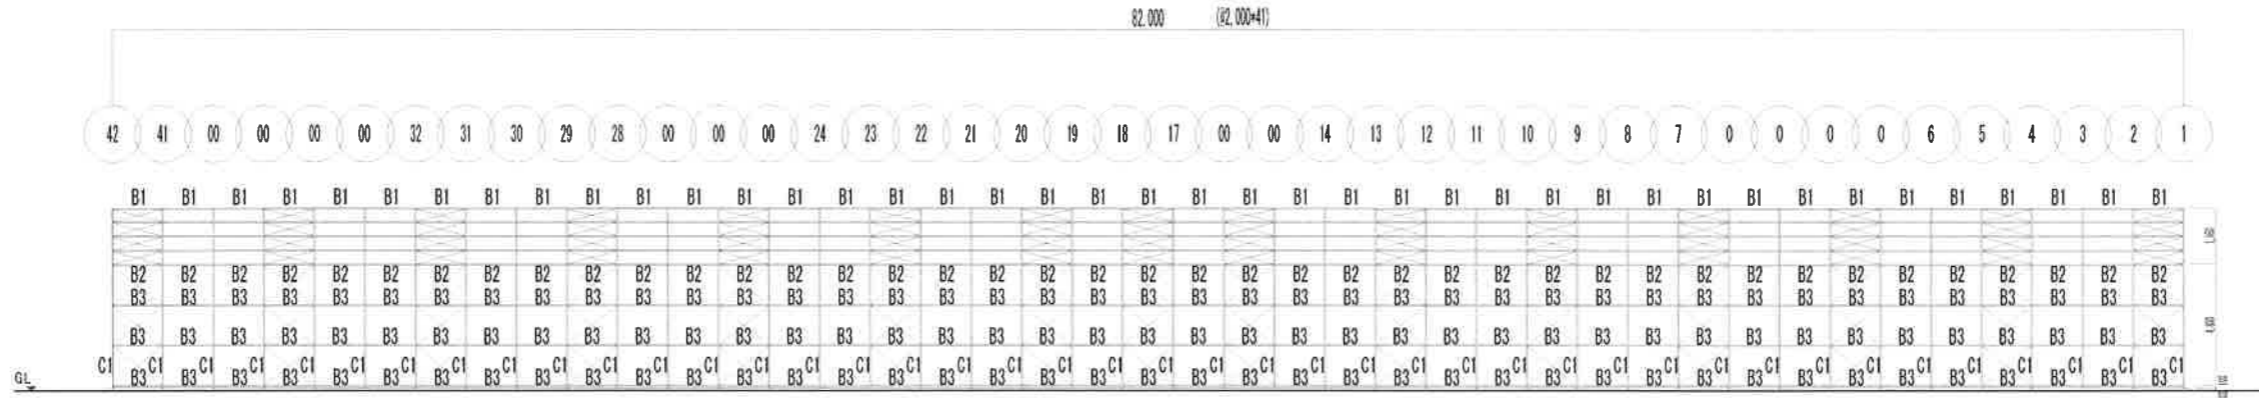 82.000 (@2,000*41)
42 41 00 00 00 00 32 31 30 29 28 00 00 00 24 23 22 21 20 19 18 17 00 00 14 13 12 11 10 9 8 7 0 0 0 0 6 5 4 3 2 1
B1 B1 B1 B1 B1 B1 B1 B1 B1 B1 B1 B1 B1 B1 B1 B1 B1 B1 B1 B1 B1 B1 B1 B1 B1 B1 B1 B1 B1 B1 B1 B1 B1 B1 B1 B1 B1 B1 B1 B1 B1
B2 B2 B2 B2 B2 B2 B2 B2 B2 B2 B2 B2 B2 B2 B2 B2 B2 B2 B2 B2 B2 B2 B2 B2 B2 B2 B2 B2 B2 B2 B2 B2 B2 B2 B2 B2 B2 B2 B2 B2 B2
B3 B3 B3 B3 B3 B3 B3 B3 B3 B3 B3 B3 B3 B3 B3 B3 B3 B3 B3 B3 B3 B3 B3 B3 B3 B3 B3 B3 B3 B3 B3 B3 B3 B3 B3 B3 B3 B3 B3 B3 B3
B3 B3 B3 B3 B3 B3 B3 B3 B3 B3 B3 B3 B3 B3 B3 B3 B3 B3 B3 B3 B3 B3 B3 B3 B3 B3 B3 B3 B3 B3 B3 B3 B3 B3 B3 B3 B3 B3 B3 B3 B3
C1 C1 C1 C1 C1 C1 C1 C1 C1 C1 C1 C1 C1 C1 C1 C1 C1 C1 C1 C1 C1 C1 C1 C1 C1 C1 C1 C1 C1 C1 C1 C1 C1 C1 C1 C1 C1 C1 C1 C1 C1 C1
B3 B3 B3 B3 B3 B3 B3 B3 B3 B3 B3 B3 B3 B3 B3 B3 B3 B3 B3 B3 B3 B3 B3 B3 B3 B3 B3 B3 B3 B3 B3 B3 B3 B3 B3 B3 B3 B3 B3 B3 B3
GL